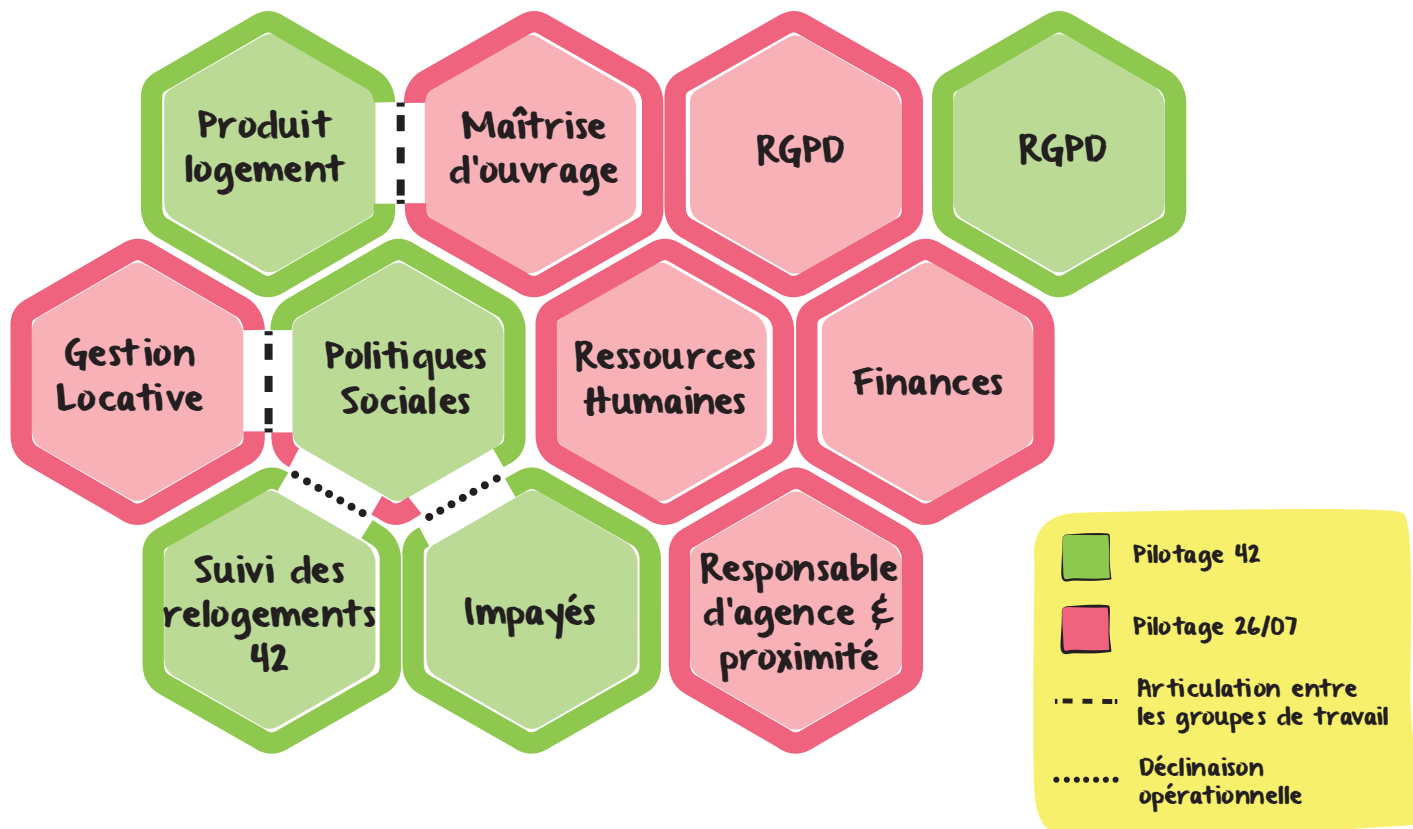 Produit
logement
Maîtrise
d'ouvrage
RGPD
RGPD
Gestion
Locative
Politiques
Sociales
Ressources
Humaines
Finances
Suivi des
relogements
42
Impayés
Responsable
d'agence &
proximité
Pilotage 42
Pilotage 26/07
Articulation entre
les groupes de travail
Déclinaison
opérationnelle